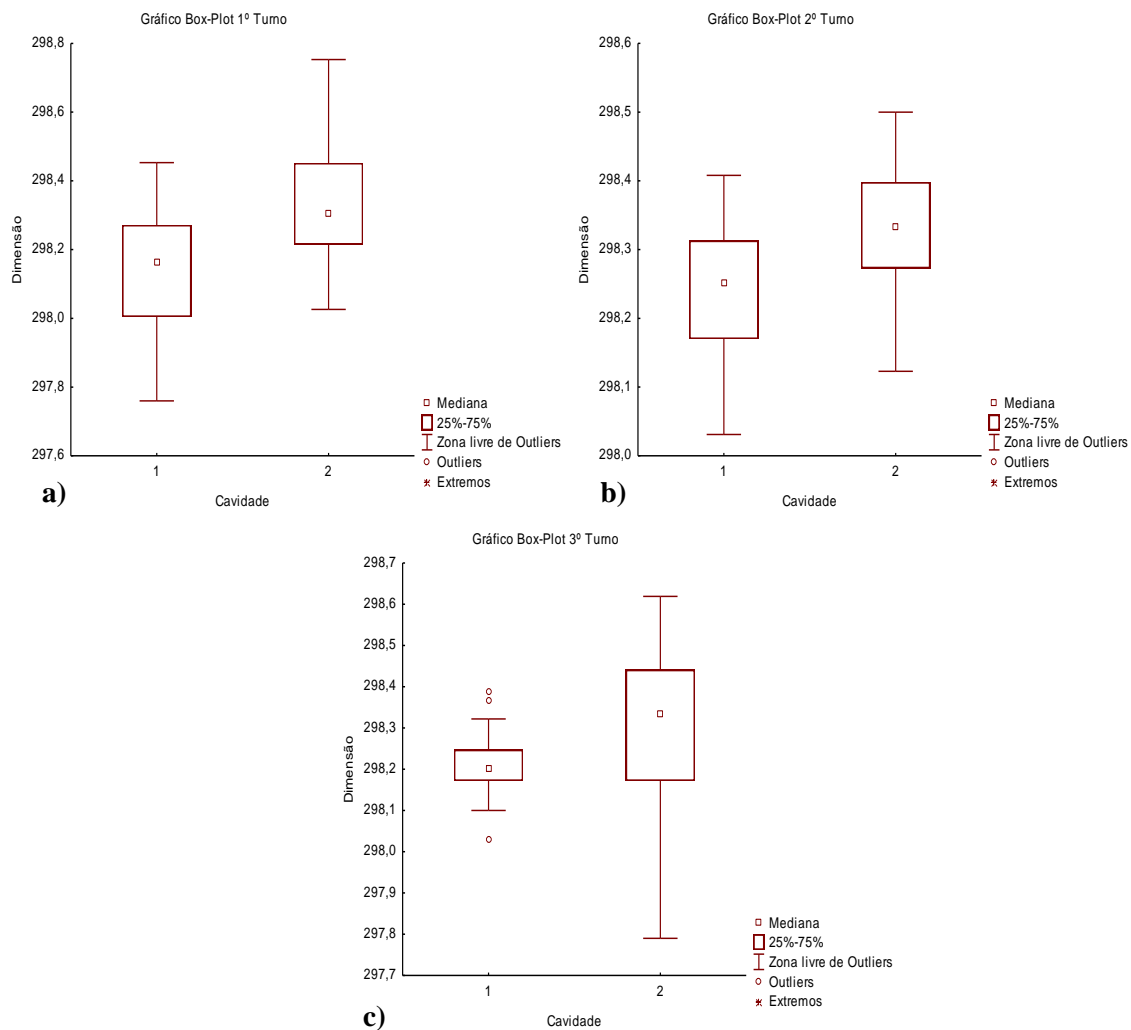 Gráfico Box-Plot 1º Turno
Dimensão
298,8
298,6
298,4
298,2
298,0
297,8
297,6
1
2
Cavidade
Mediana
25%-75%
Zona livre de Outliers
Outliers
Extremos
a)
Gráfico Box-Plot 2º Turno
Dimensão
298,6
298,5
298,4
298,3
298,2
298,1
298,0
1
2
Cavidade
Mediana
25%-75%
Zona livre de Outliers
Outliers
Extremos
b)
Gráfico Box-Plot 3º Turno
Dimensão
298,7
298,6
298,5
298,4
298,3
298,2
298,1
298,0
297,9
297,8
297,7
1
2
Cavidade
Mediana
25%-75%
Zona livre de Outliers
Outliers
Extremos
c)